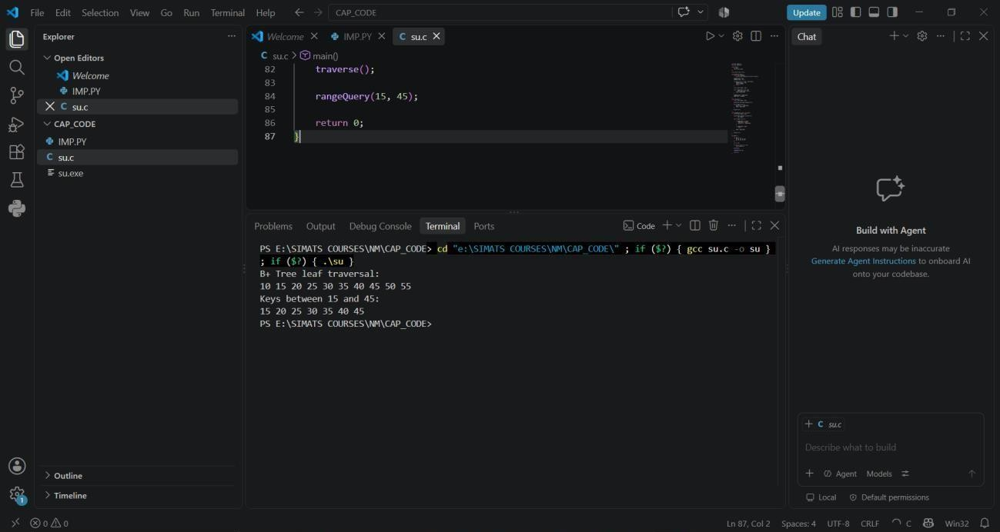 File Edit Selection View Go Run Terminal Help CAP_CODE Update
Explorer
Open Editors
Welcome
IMP.PY
C su.c
CAP_CODE
IMP.PY
C su.c
su.exe
Outline
Timeline
Welcome IMP.PY C su.c
C su.c > main()
82 traverse();
83
84 rangeQuery(15, 45);
85
86 return 0;
87 }
Problems Output Debug Console Terminal Ports Code
PS E:\SIMATS COURSES\NM\CAP_CODE> cd "e:\SIMATS COURSES\NM\CAP_CODE\" ; if ($?) { gcc su.c -o su }
; if ($?) { .\su }
B+ Tree leaf traversal:
10 15 20 25 30 35 40 45 50 55
Keys between 15 and 45:
15 20 25 30 35 40 45
PS E:\SIMATS COURSES\NM\CAP_CODE>
Chat
Build with Agent
AI responses may be inaccurate
Generate Agent Instructions to onboard AI
onto your codebase.
C su.c
Describe what to build
Agent Models
Local Default permissions
1
0 0 Ln 87, Col 2 Spaces: 4 UTF-8 CRLF C Win32